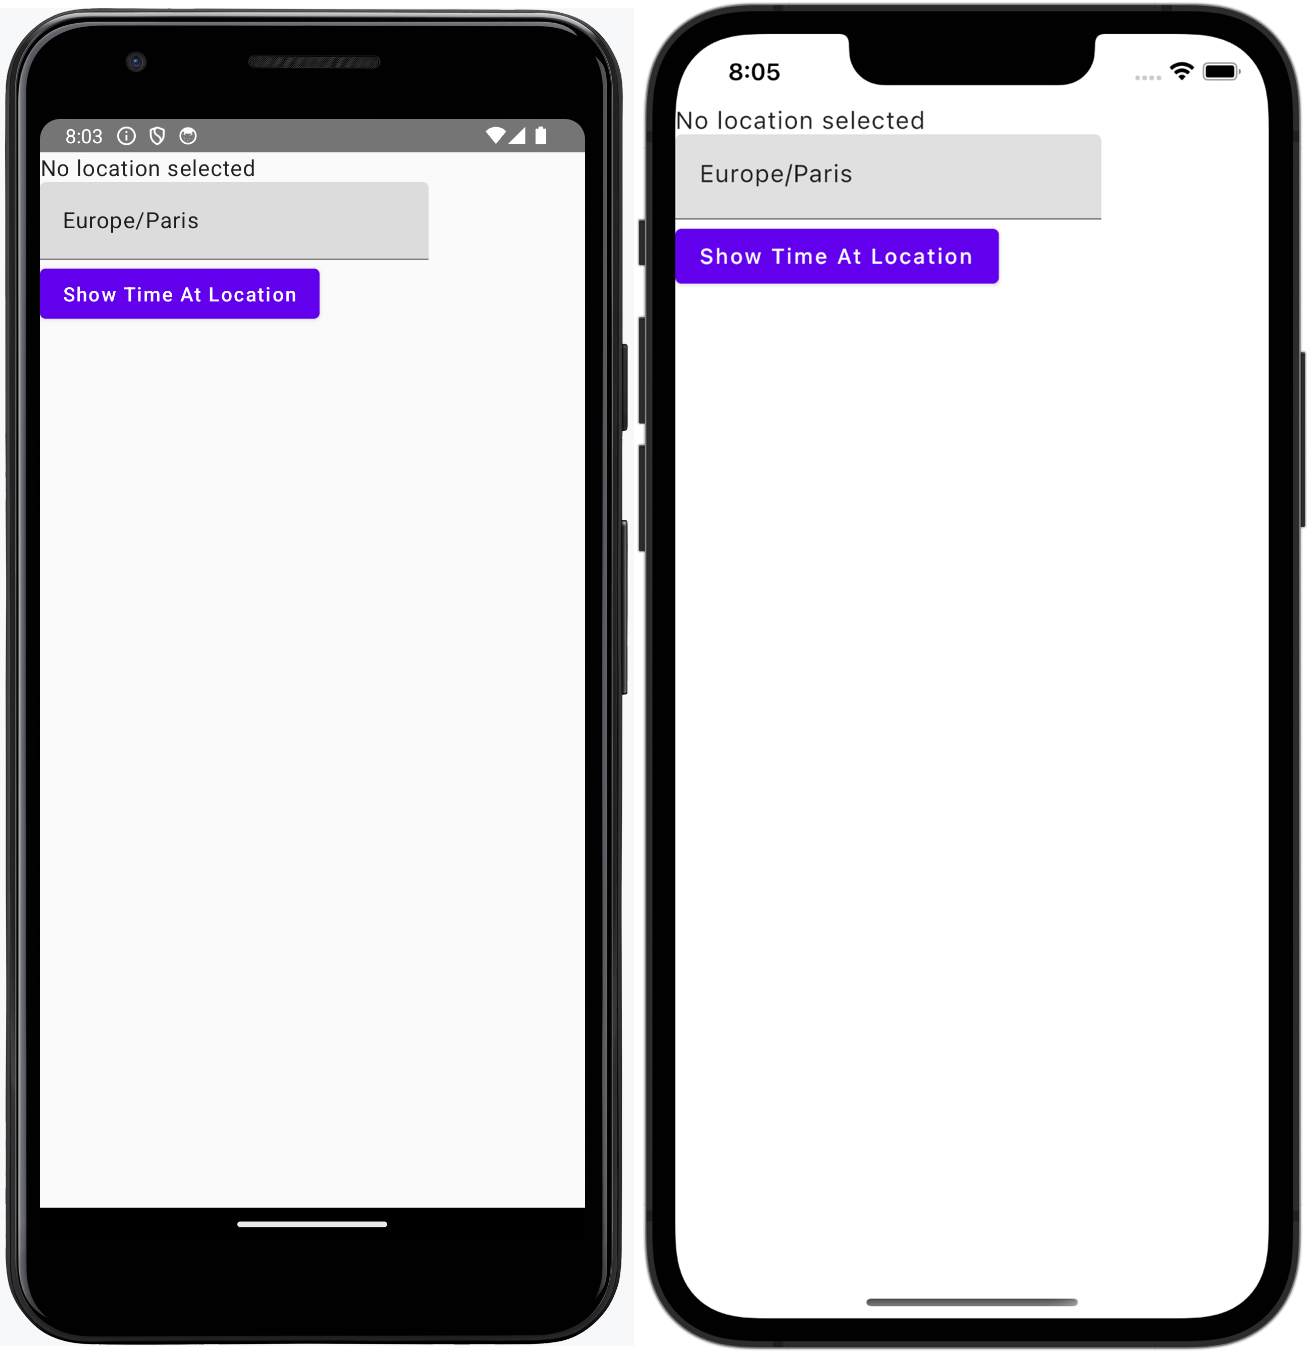 8:03
No location selected
Europe/Paris
Show Time At Location
8:05
No location selected
Europe/Paris
Show Time At Location